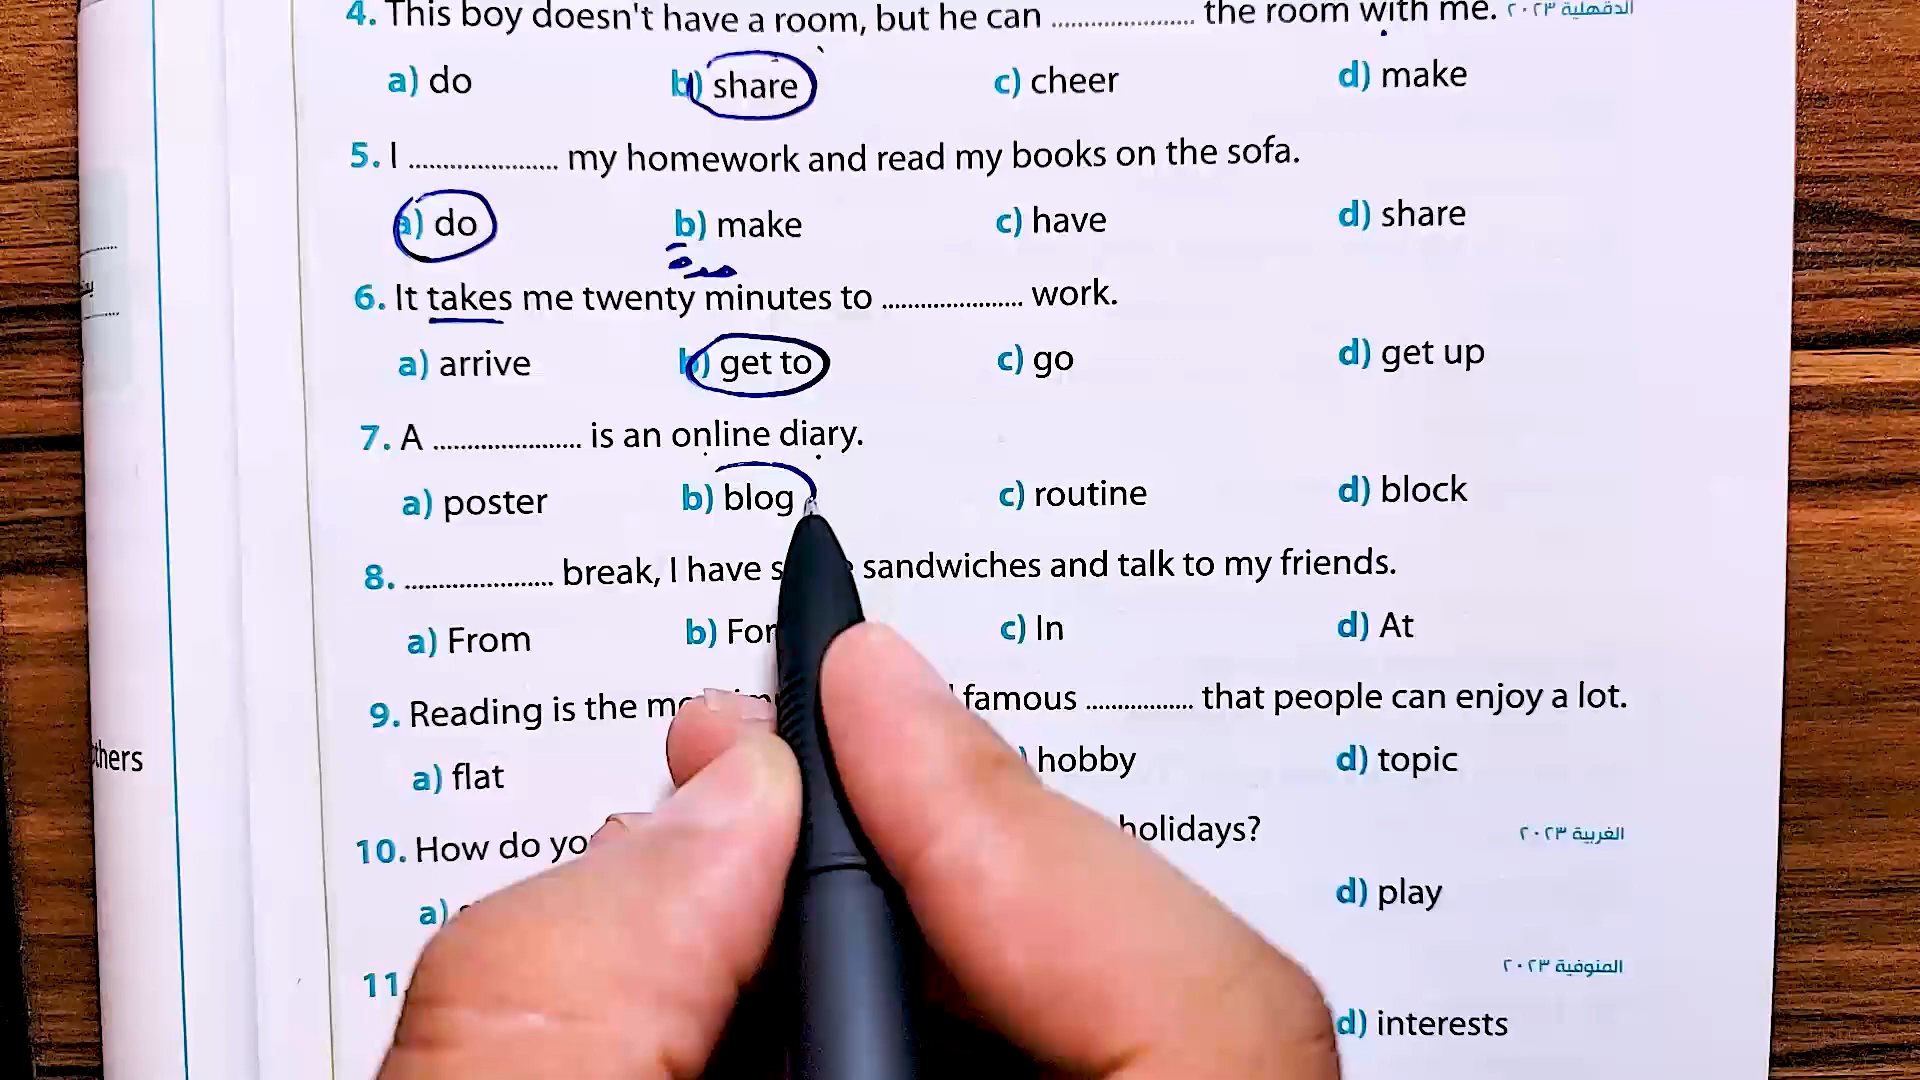 4. This boy doesn't have a room, but he can .................... the room with me. الدقهلية ٢٠٢٣
a) do b) share c) cheer d) make
5. I .................... my homework and read my books on the sofa.
a) do b) make c) have d) share
مدة
6. It takes me twenty minutes to .................... work.
a) arrive b) get to c) go d) get up
7. A .................... is an online diary.
a) poster b) blog c) routine d) block
8. .................... break, I have sandwiches and talk to my friends.
a) From b) For c) In d) At
9. Reading is the famous ................ that people can enjoy a lot.
a) flat hobby d) topic
thers
10. How do holidays? الغربية ٢٠٢٣
a) d) play
11. المنوفية ٢٠٢٣
d) interests